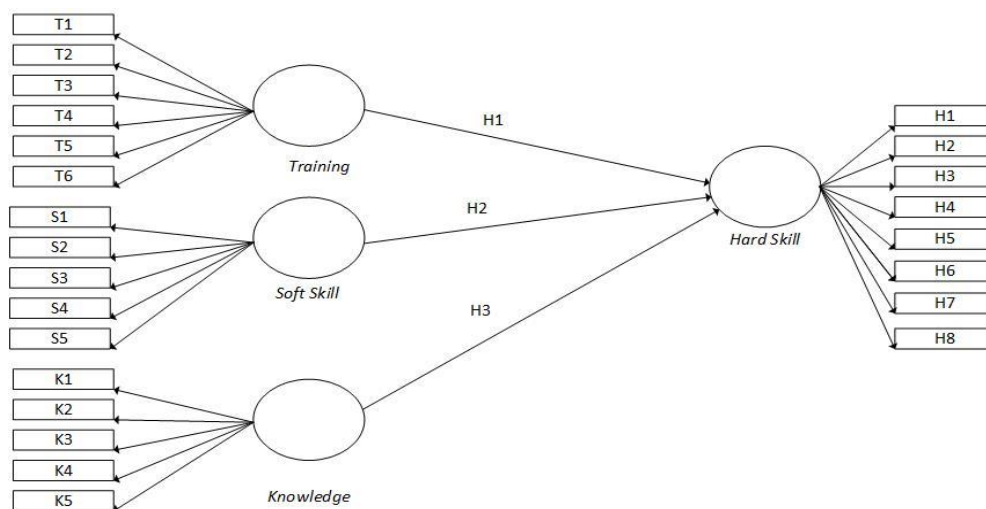 T1
T2
T3
T4
T5
T6
Training
S1
S2
S3
S4
S5
Soft Skill
K1
K2
K3
K4
K5
Knowledge
H1
H2
H3
Hard Skill
H1
H2
H3
H4
H5
H6
H7
H8